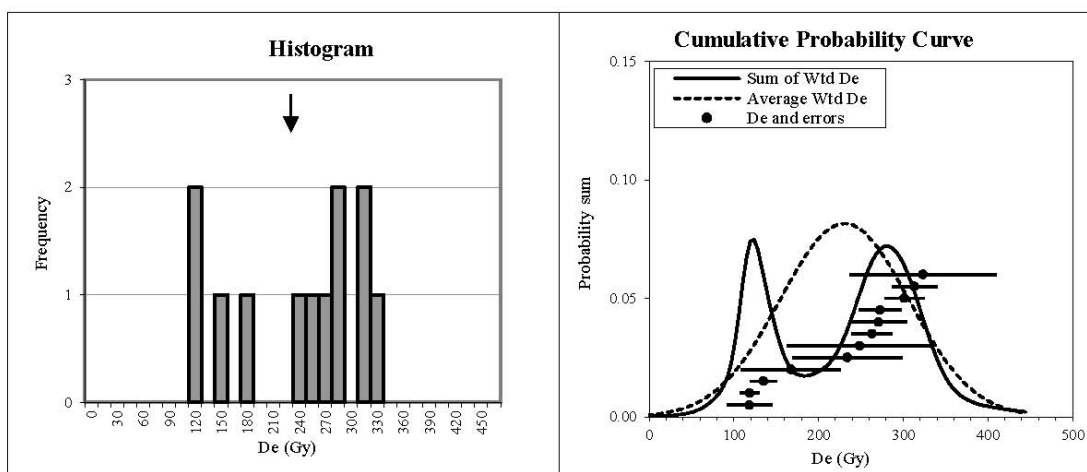 Histogram
3
2
1
0
Frequency
0 30 60 90 120 150 180 210 240 270 300 330 360 390 420 450
De (Gy)
Cumulative Probability Curve
0.15
0.10
0.05
0.00
Probability sum
Sum of Wtd De
Average Wtd De
De and errors
0 100 200 300 400 500
De (Gy)